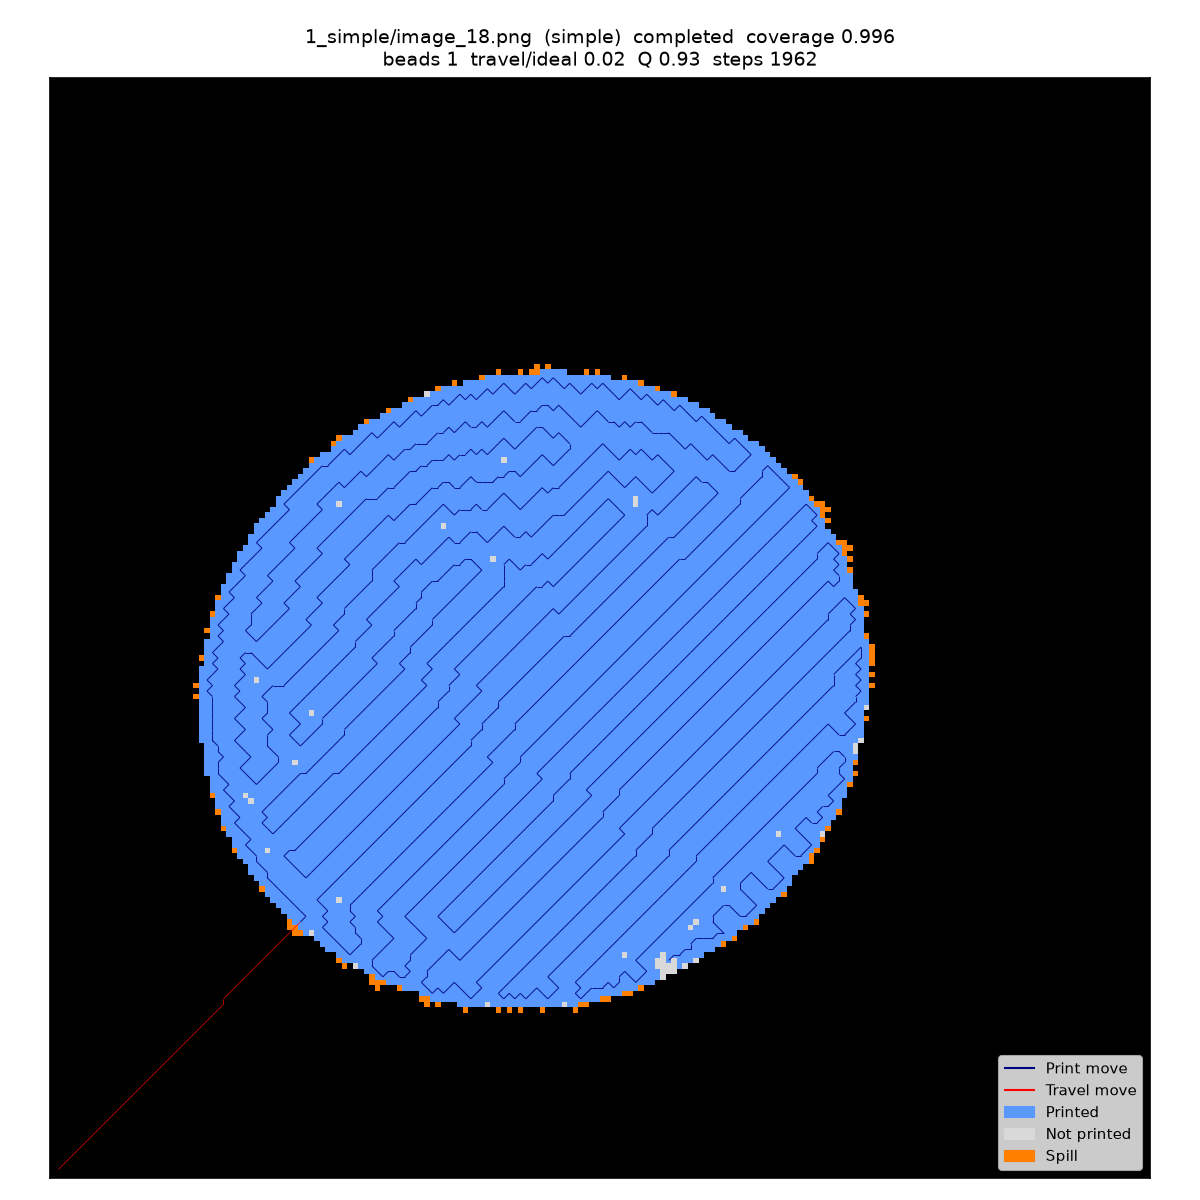 1_simple/image_18.png  (simple)  completed  coverage 0.996
beads 1  travel/ideal 0.02  Q 0.93  steps 1962
Print move
Travel move
Printed
Not printed
Spill